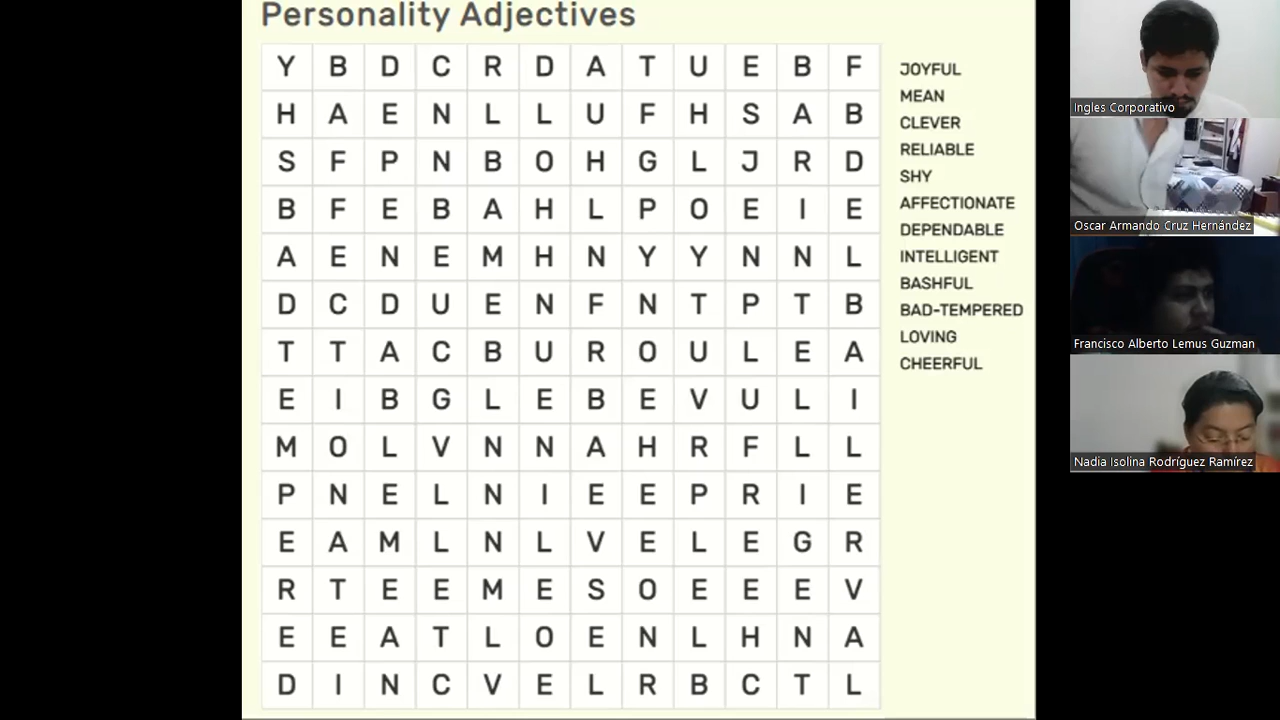 Personality Adjectives
Y B D C R D A T U E B F
H A E N L L U F H S A B
S F P N B O H G L J R D
B F E B A H L P O E I E
A E N E M H N Y Y N N L
D C D U E N F N T P T B
T T A C B U R O U L E A
E I B G L E B E V U L I
M O L V N N A H R F L L
P N E L N I E E P R I E
E A M L N L V E L E G R
R T E E M E S O E E E V
E E A T L O E N L H N A
D I N C V E L R B C T L
JOYFUL
MEAN
CLEVER
RELIABLE
SHY
AFFECTIONATE
DEPENDABLE
INTELLIGENT
BASHFUL
BAD-TEMPERED
LOVING
CHEERFUL
Ingles Corporativo
Oscar Armando Cruz Hernández
Francisco Alberto Lemus Guzman
Nadia Isolina Rodríguez Ramírez